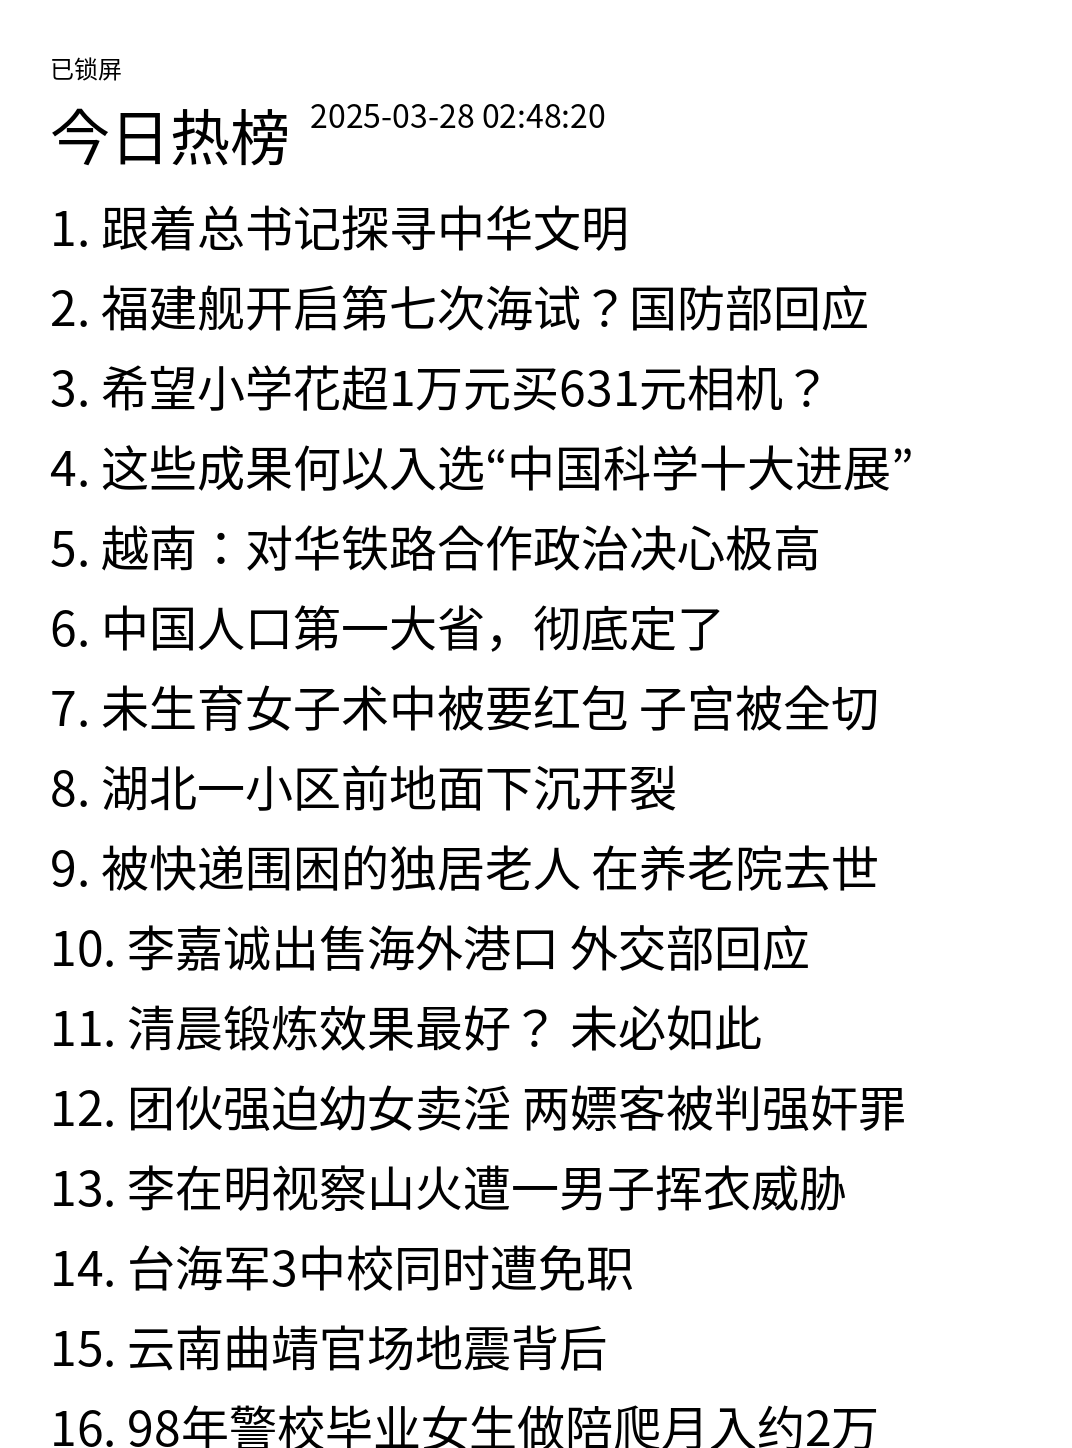 已锁屏
今日热榜 2025-03-28 02:48:20
1. 跟着总书记探寻中华文明
2. 福建舰开启第七次海试？国防部回应
3. 希望小学花超1万元买631元相机？
4. 这些成果何以入选“中国科学十大进展”
5. 越南：对华铁路合作政治决心极高
6. 中国人口第一大省，彻底定了
7. 未生育女子术中被要红包 子宫被全切
8. 湖北一小区前地面下沉开裂
9. 被快递围困的独居老人 在养老院去世
10. 李嘉诚出售海外港口 外交部回应
11. 清晨锻炼效果最好？ 未必如此
12. 团伙强迫幼女卖淫 两嫖客被判强奸罪
13. 李在明视察山火遭一男子挥衣威胁
14. 台海军3中校同时遭免职
15. 云南曲靖官场地震背后
16. 98年警校毕业女生做陪爬月入约2万